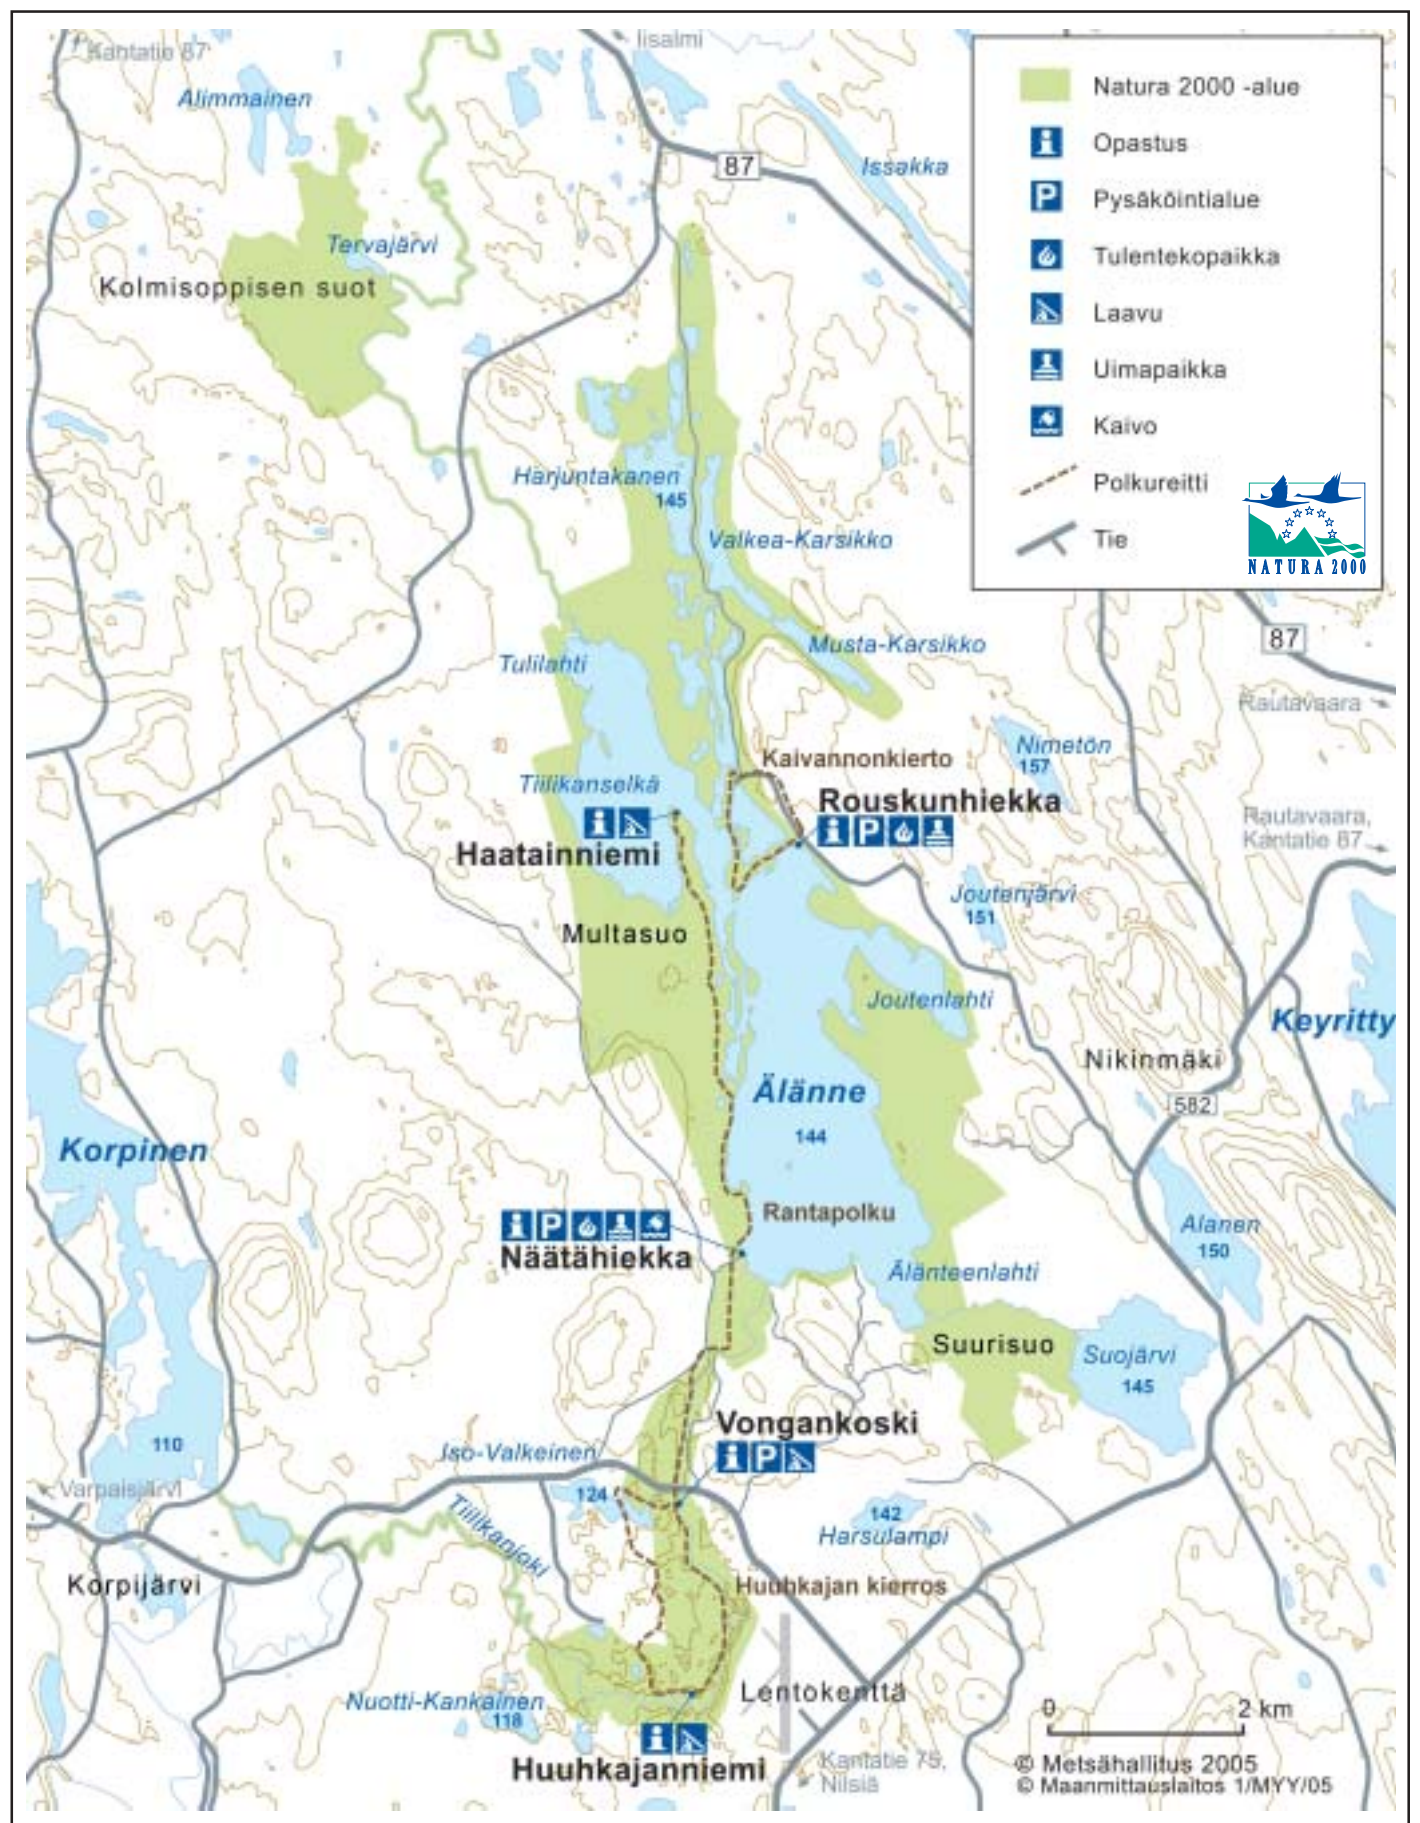 Kantatie 87
Iisalmi
Alimmainen
87
Issakka
Tervajärvi
Kolmisoppisen suot
Natura 2000 -alue
Opastus
P
Pysäköintialue
Tulentekopaikka
Laavu
Uimapaikka
Kaivo
Polkureitti
Tie
NATURA 2000
Harjuntakanen
145
Valkea-Karsikko
Musta-Karsikko
87
Rautavaara
Tulilahti
Nimetön
157
Kaivannonkierto
Tiilikanselkä
Rouskunhiekka
P
Haatainniemi
Rautavaara,
Kantatie 87
Joutenjärvi
151
Multasuo
Joutenlahti
Keyritty
Nikinmäki
582
Älänne
144
Korpinen
Rantapolku
P
Näätähiekka
Alanen
150
Älänteenlahti
Suurisuo
Suojärvi
145
Vongankoski
P
110
Iso-Valkeinen
Varpaisjärvi
124
142
Harsulampi
Tiilikanjoki
Korpijärvi
Huuhkajan kierros
Nuotti-Kankainen
118
Lentokenttä
Huuhkajanniemi
Kantatie 75,
Nilsiä
0 2 km
© Metsähallitus 2005
© Maanmittauslaitos 1/MYY/05